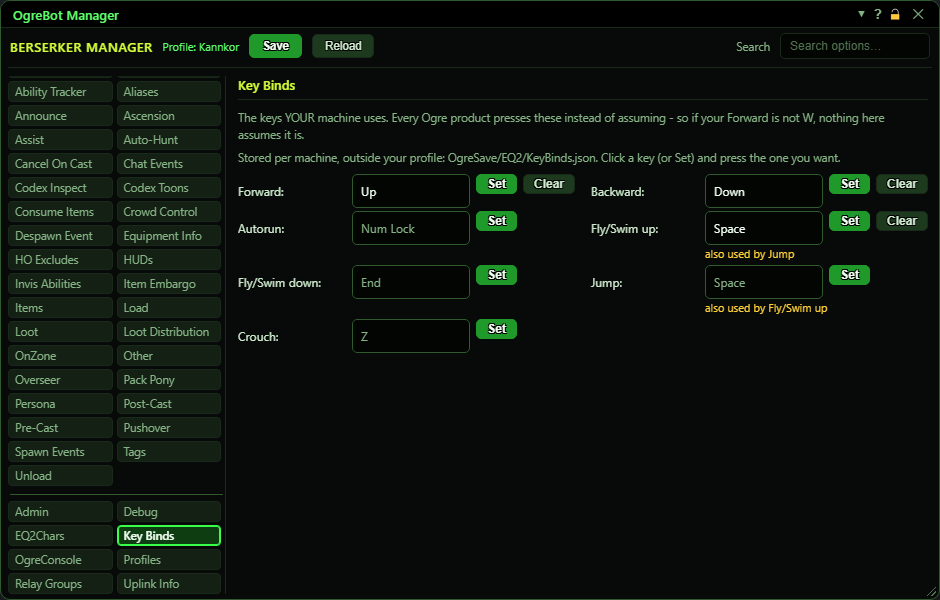 OgreBot Manager
▼ ?
BERSERKER MANAGER Profile: Kannkor Save Reload Search Search options...
Ability Tracker Aliases
Announce Ascension
Assist Auto-Hunt
Cancel On Cast Chat Events
Codex Inspect Codex Toons
Consume Items Crowd Control
Despawn Event Equipment Info
HO Excludes HUDs
Invis Abilities Item Embargo
Items Load
Loot Loot Distribution
OnZone Other
Overseer Pack Pony
Persona Post-Cast
Pre-Cast Pushover
Spawn Events Tags
Unload
Admin Debug
EQ2Chars Key Binds
OgreConsole Profiles
Relay Groups Uplink Info
Key Binds
The keys YOUR machine uses. Every Ogre product presses these instead of assuming - so if your Forward is not W, nothing here
assumes it is.
Stored per machine, outside your profile: OgreSave/EQ2/KeyBinds.json. Click a key (or Set) and press the one you want.
Forward: Up Set Clear Backward: Down Set Clear
Autorun: Num Lock Set Fly/Swim up: Space Set Clear
also used by Jump
Fly/Swim down: End Set Jump: Space Set
also used by Fly/Swim up
Crouch: Z Set